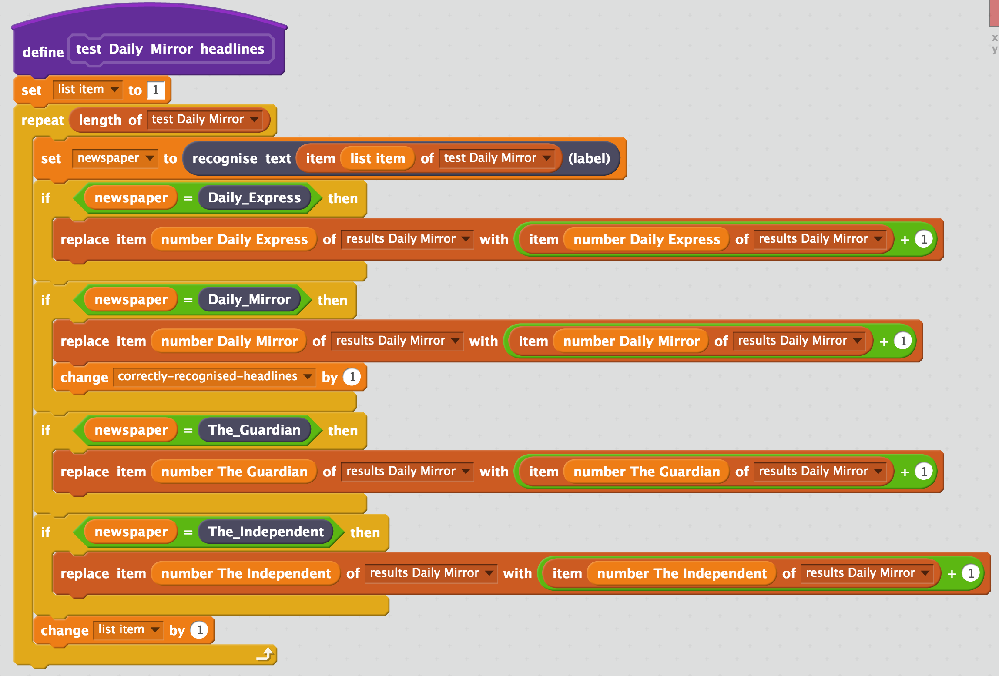 define test Daily Mirror headlines
set list item to 1
repeat length of test Daily Mirror
set newspaper to recognise text item list item of test Daily Mirror (label)
if newspaper = Daily_Express then
replace item number Daily Express of results Daily Mirror with item number Daily Express of results Daily Mirror + 1
if newspaper = Daily_Mirror then
replace item number Daily Mirror of results Daily Mirror with item number Daily Mirror of results Daily Mirror + 1
change correctly-recognised-headlines by 1
if newspaper = The_Guardian then
replace item number The Guardian of results Daily Mirror with item number The Guardian of results Daily Mirror + 1
if newspaper = The_Independent then
replace item number The Independent of results Daily Mirror with item number The Independent of results Daily Mirror + 1
change list item by 1
x
y